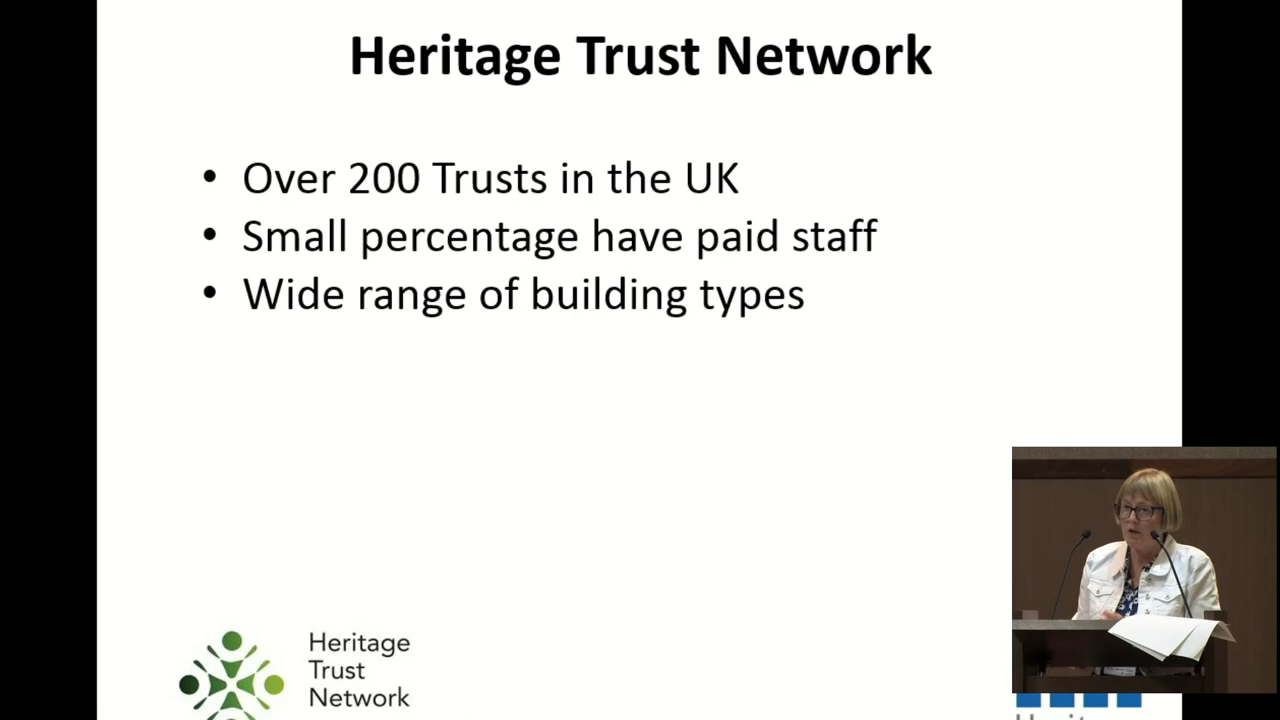 Heritage Trust Network
• Over 200 Trusts in the UK
• Small percentage have paid staff
• Wide range of building types
Heritage
Trust
Network